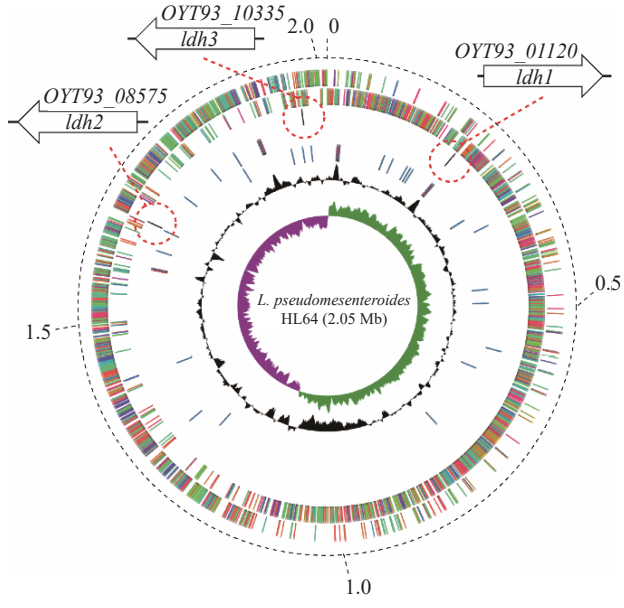 OYT93_10335
ldh3
2.0
0
OYT93_01120
ldh1
OYT93_08575
ldh2
0.5
L. pseudomesenteroides
HL64 (2.05 Mb)
1.5
1.0